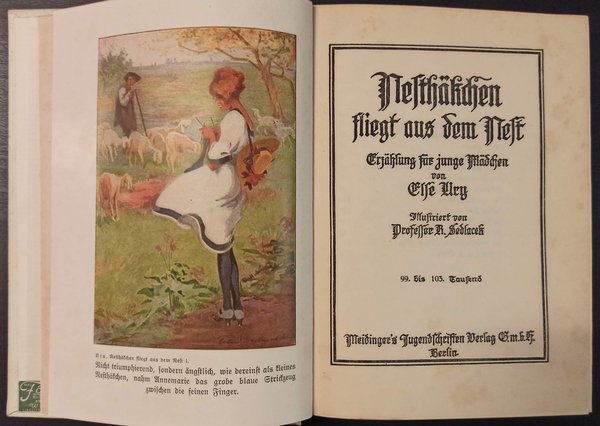 Ury, Nesthäkchen fliegt aus dem Nest 1.
Nicht triumphierend, sondern ängstlich, wie dereinst als kleines
Nesthäkchen, nahm Annemarie das grobe blaue Strickzeug
zwischen die feinen Finger.
Nesthäkchen
fliegt aus dem Nest
Erzählung für junge Mädchen
von
Else Ury
Illustriert von
Professor R. Sedlacek
99. bis 103. Tausend
Meidinger's Jugendschriften Verlag G.m.b.H.
Berlin